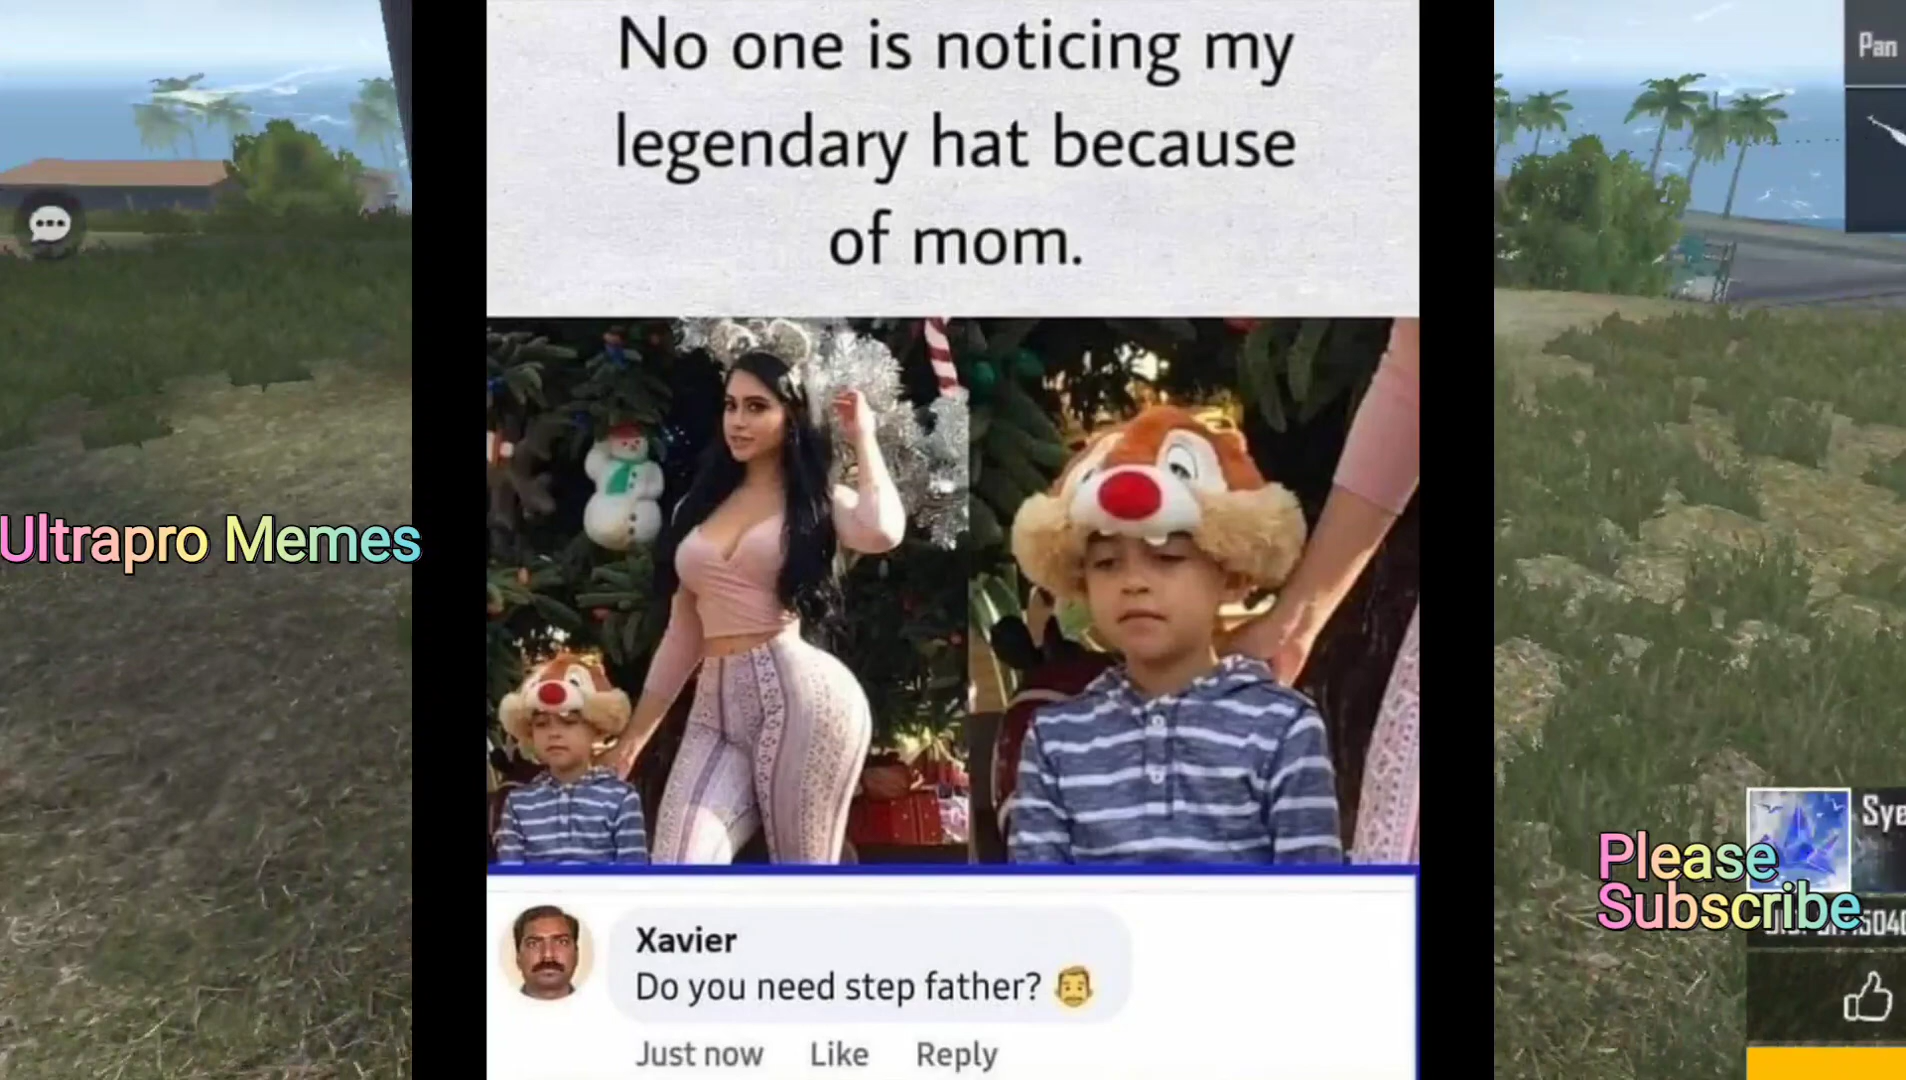 No one is noticing my
legendary hat because
of mom.
Pan
Ultrapro Memes
Please
Subscribe
Xavier
Do you need step father?
Just now Like Reply